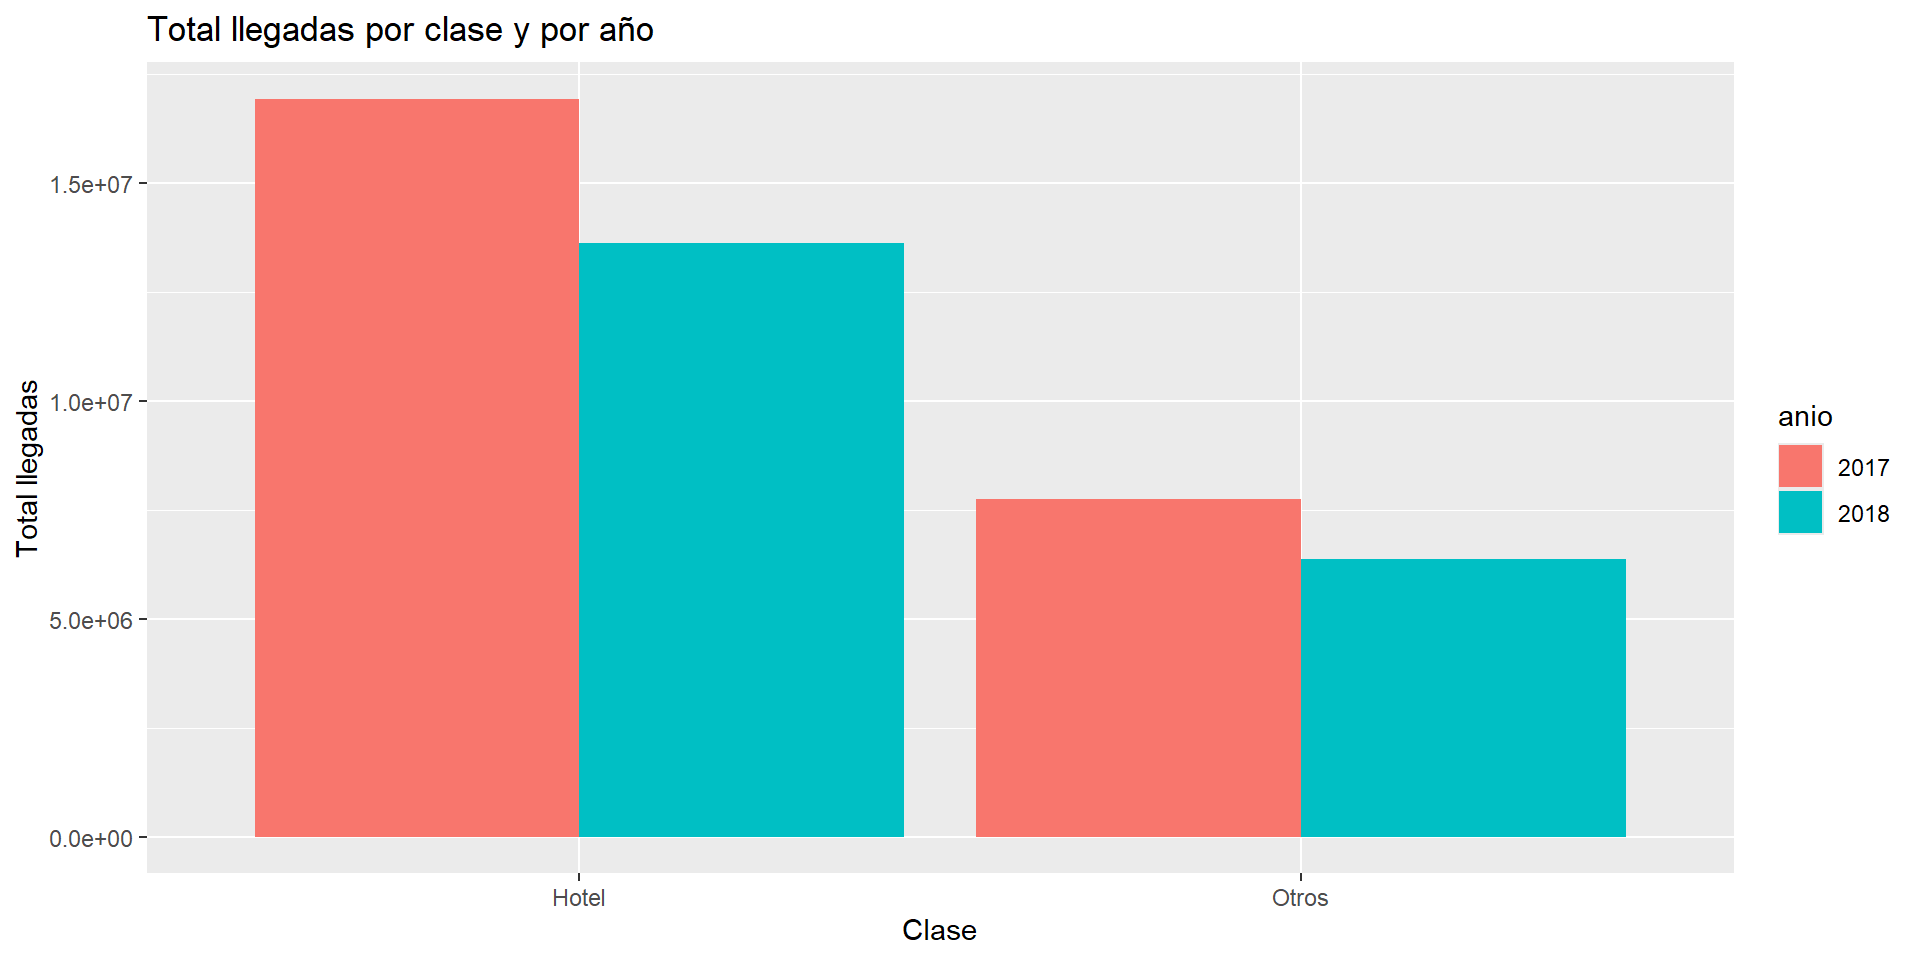 Total llegadas por clase y por año
Total llegadas
1.5e+07
1.0e+07
5.0e+06
0.0e+00
Hotel
Otros
Clase
anio
2017
2018